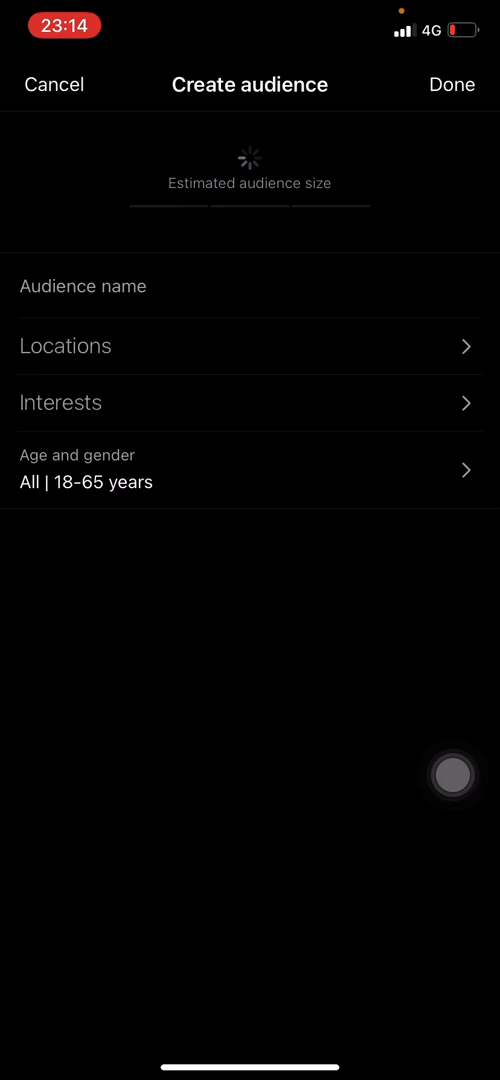 23:14
4G
Cancel
Create audience
Done
Estimated audience size
Audience name
Locations
Interests
Age and gender
All | 18-65 years